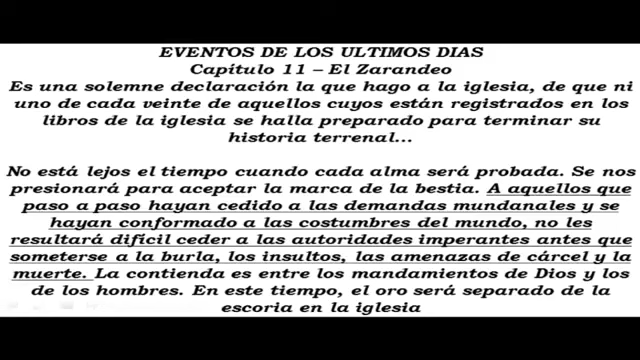 EVENTOS DE LOS ULTIMOS DIAS
Capítulo 11 – El Zarandeo
Es una solemne declaración la que hago a la iglesia, de que ni
uno de cada veinte de aquellos cuyos están registrados en los
libros de la iglesia se halla preparado para terminar su
historia terrenal...
No está lejos el tiempo cuando cada alma será probada. Se nos
presionará para aceptar la marca de la bestia. A aquellos que
paso a paso hayan cedido a las demandas mundanales y se
hayan conformado a las costumbres del mundo, no les
resultará difícil ceder a las autoridades imperantes antes que
someterse a la burla, los insultos, las amenazas de cárcel y la
muerte. La contienda es entre los mandamientos de Dios y los
de los hombres. En este tiempo, el oro será separado de la
escoria en la iglesia